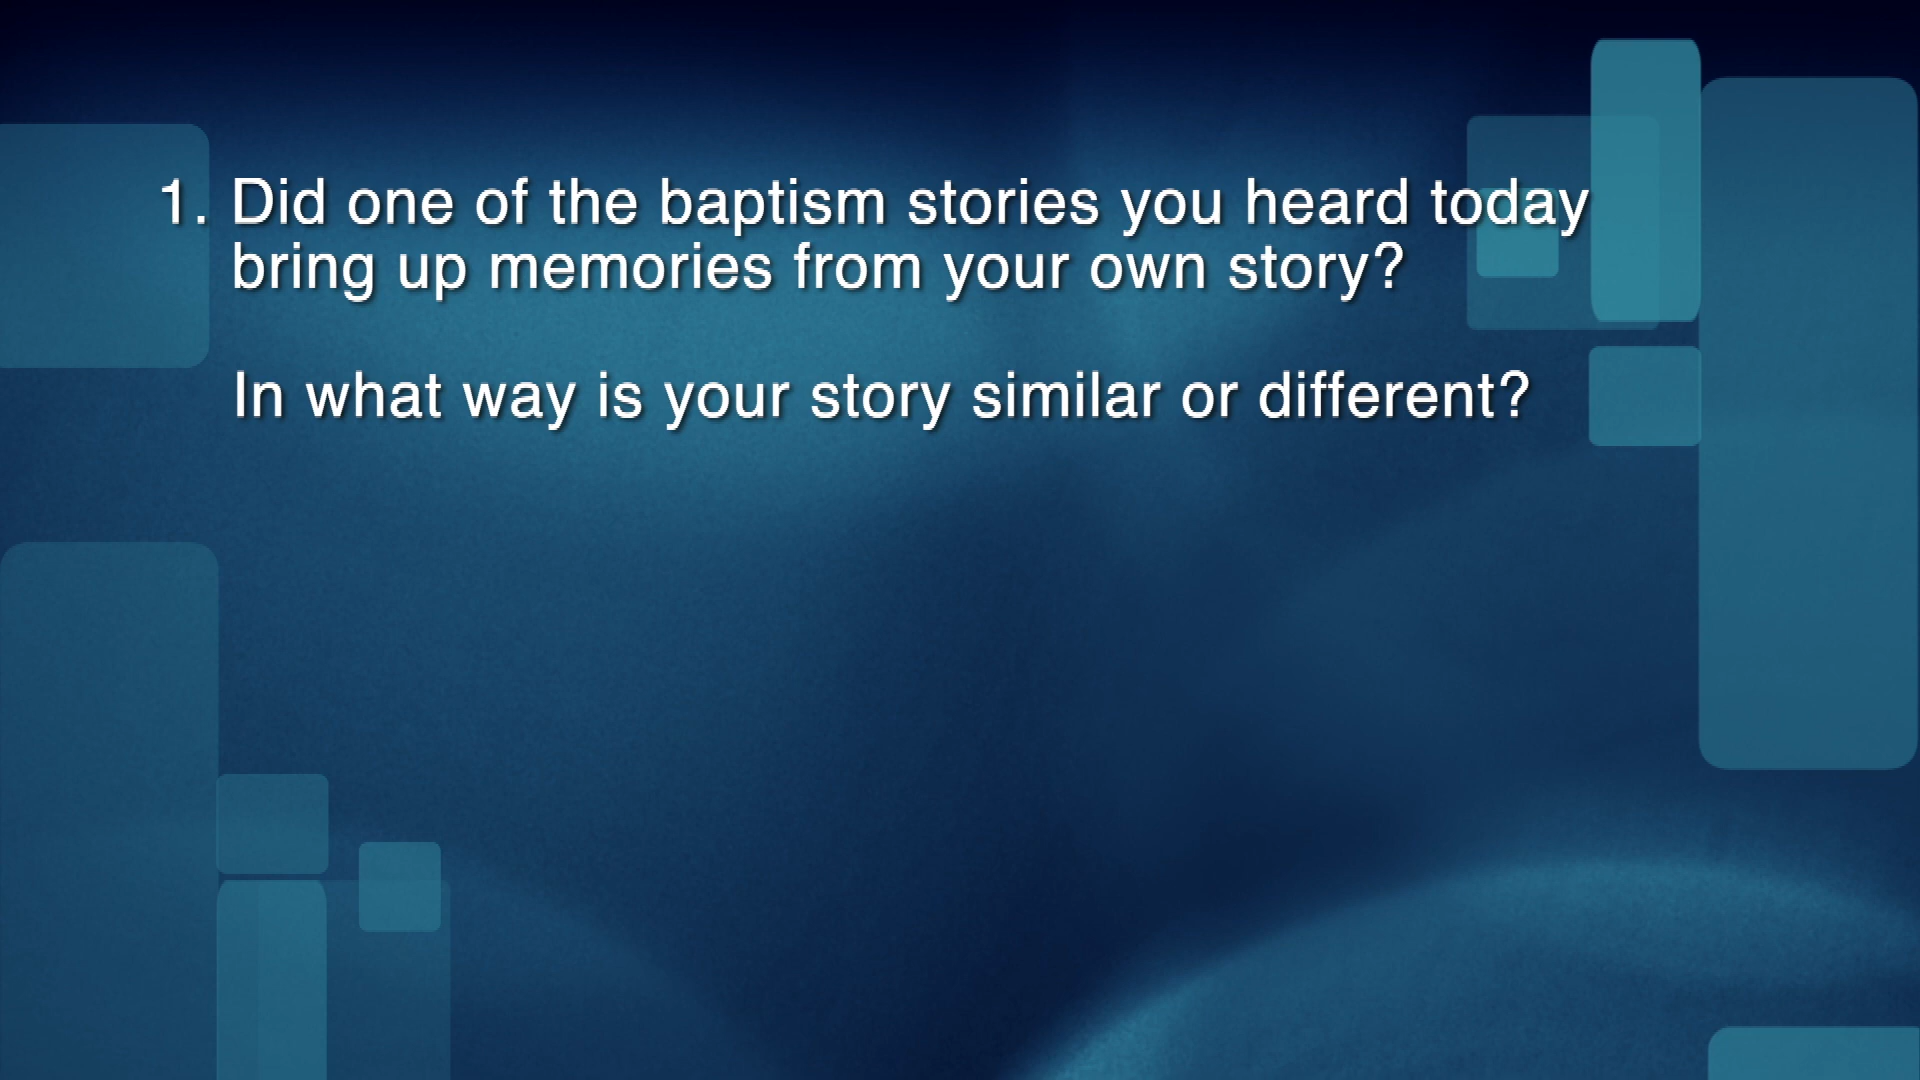 1. Did one of the baptism stories you heard today
bring up memories from your own story?
In what way is your story similar or different?